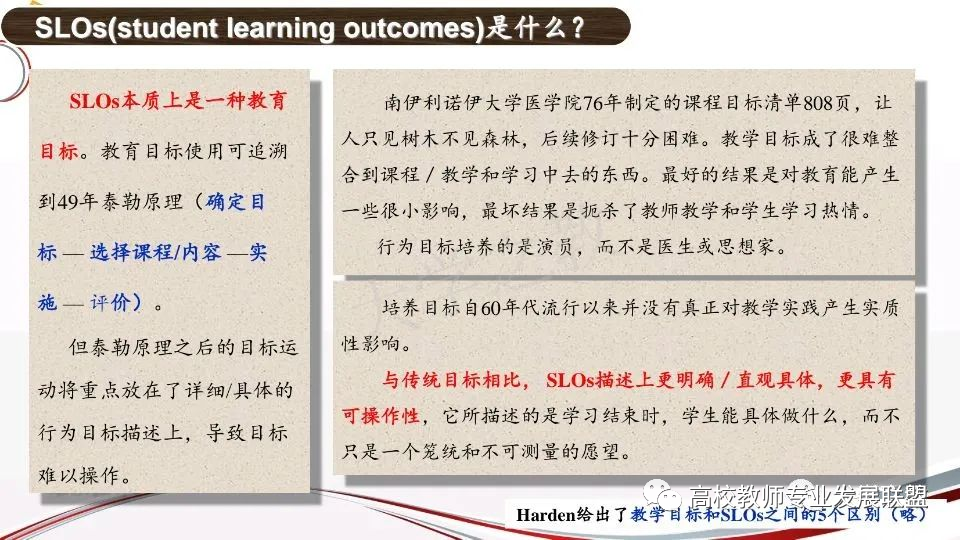 SLOs(student learning outcomes)是什么?
SLOs本质上是一种教育
目标。教育目标使用可追溯
到49年泰勒原理（确定目
标 — 选择课程/内容 —实
施 — 评价）。
但泰勒原理之后的目标运
动将重点放在了详细/具体的
行为目标描述上，导致目标
难以操作。
南伊利诺伊大学医学院76年制定的课程目标清单808页，让
人只见树木不见森林，后续修订十分困难。教学目标成了很难整
合到课程／教学和学习中去的东西。最好的结果是对教育能产生
一些很小影响，最坏结果是扼杀了教师教学和学生学习热情。
行为目标培养的是演员，而不是医生或思想家。
培养目标自60年代流行以来并没有真正对教学实践产生实质
性影响。
与传统目标相比， SLOs描述上更明确／直观具体，更具有
可操作性，它所描述的是学习结束时，学生能具体做什么，而不
只是一个笼统和不可测量的愿望。
高校教师专业发展联盟
Harden给出了教学目标和SLOs之间的5个区别（略）